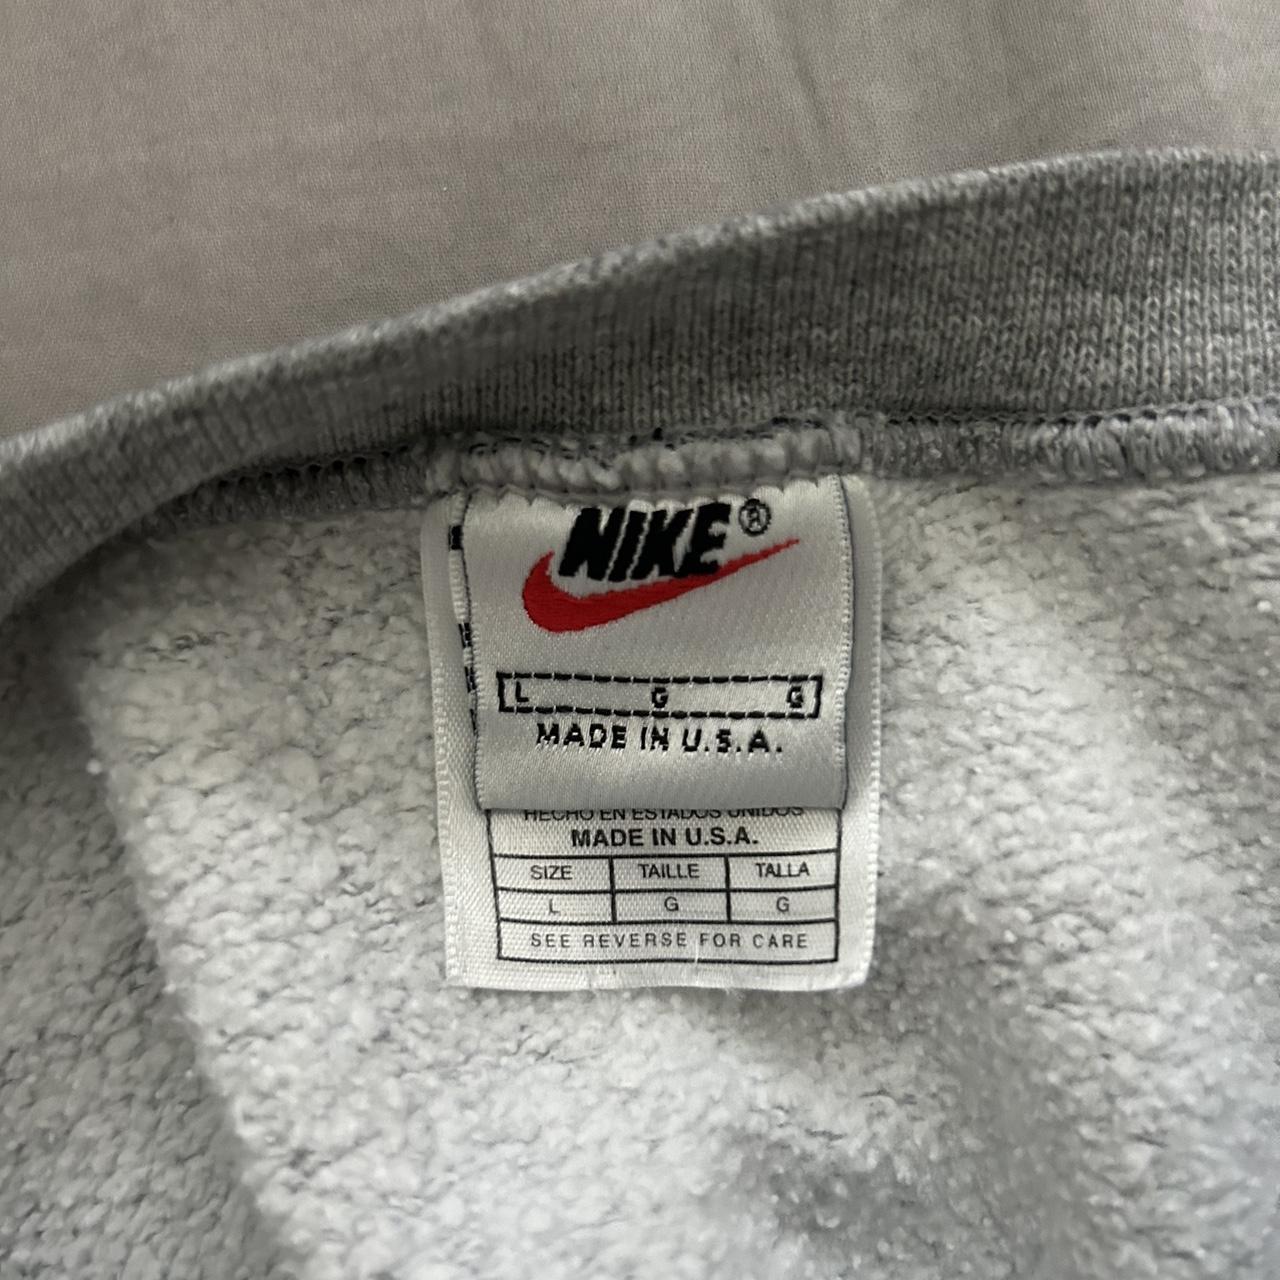 NIKE®
L G G
MADE IN U.S.A.
HECHO EN ESTADOS UNIDOS
MADE IN U.S.A.
SIZE TAILLE TALLA
L G G
SEE REVERSE FOR CARE